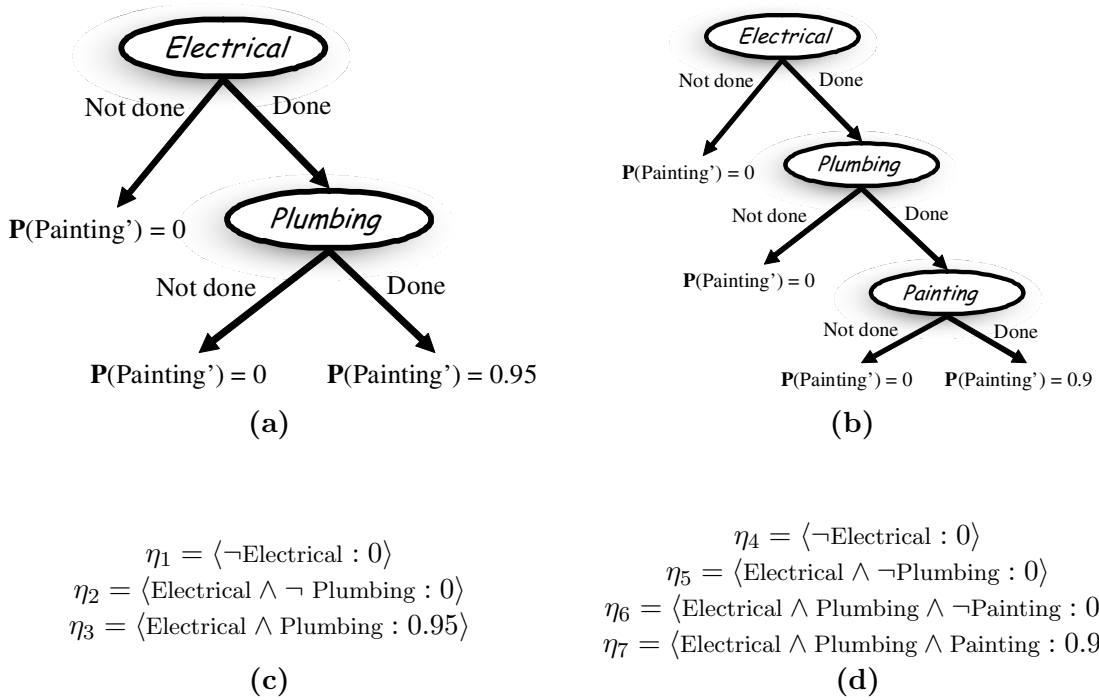 Electrical
Not done
Done
P(Painting’) = 0
Plumbing
Not done
Done
P(Painting’) = 0
P(Painting’) = 0.95
(a)
Electrical
Not done
Done
P(Painting’) = 0
Plumbing
Not done
Done
P(Painting’) = 0
Painting
Not done
Done
P(Painting’) = 0
P(Painting’) = 0.9
(b)
η1 = ⟨¬Electrical : 0⟩
η2 = ⟨Electrical ∧ ¬ Plumbing : 0⟩
η3 = ⟨Electrical ∧ Plumbing : 0.95⟩
(c)
η4 = ⟨¬Electrical : 0⟩
η5 = ⟨Electrical ∧ ¬Plumbing : 0⟩
η6 = ⟨Electrical ∧ Plumbing ∧ ¬Painting : 0
η7 = ⟨Electrical ∧ Plumbing ∧ Painting : 0.9
(d)